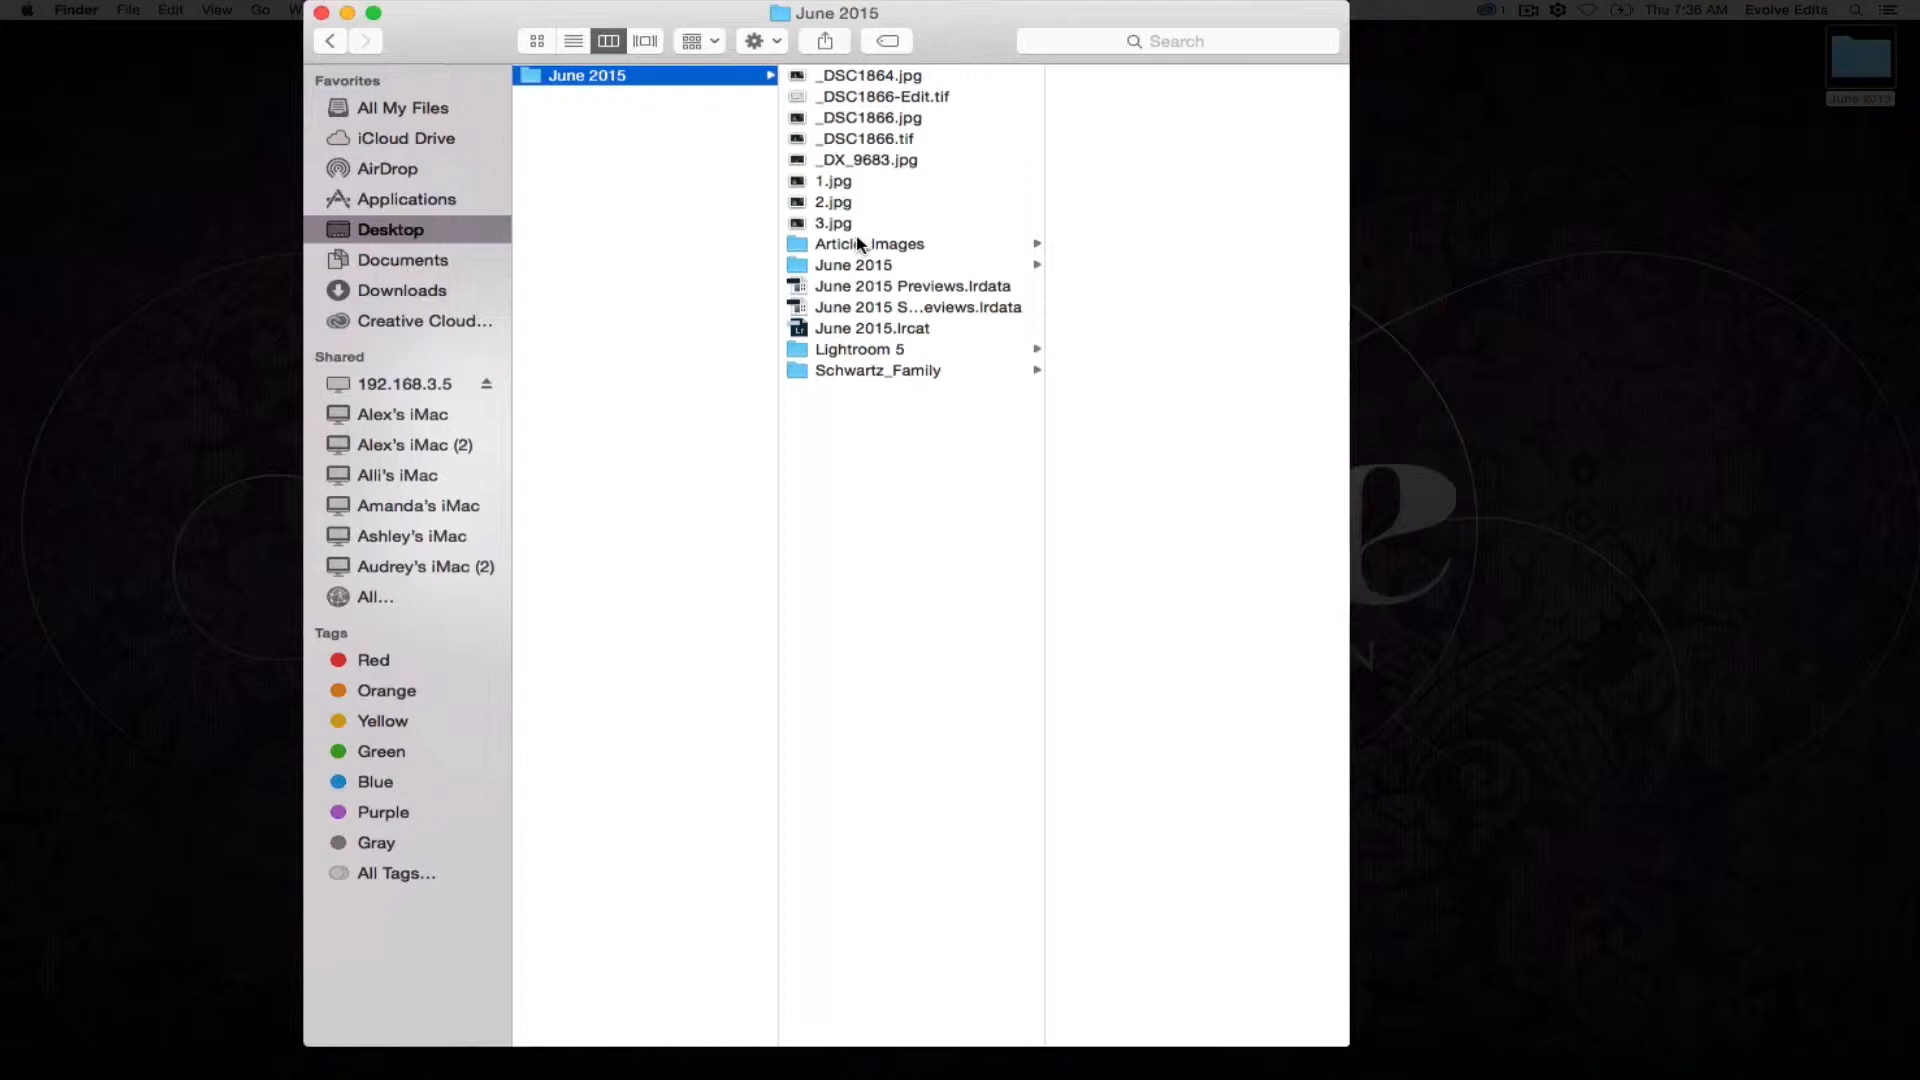 Finder File Edit View Go
1 Thu 7:36 AM Evolve Edits
June 2015
Search
Favorites
All My Files
iCloud Drive
AirDrop
Applications
Desktop
Documents
Downloads
Creative Cloud...
Shared
192.168.3.5
Alex's iMac
Alex's iMac (2)
Alli's iMac
Amanda's iMac
Ashley's iMac
Audrey's iMac (2)
All...
Tags
Red
Orange
Yellow
Green
Blue
Purple
Gray
All Tags...
June 2015
_DSC1864.jpg
_DSC1866-Edit.tif
_DSC1866.jpg
_DSC1866.tif
_DX_9683.jpg
1.jpg
2.jpg
3.jpg
Article_Images
June 2015
June 2015 Previews.lrdata
June 2015 S...eviews.lrdata
June 2015.lrcat
Lightroom 5
Schwartz_Family
June 2015
e
N